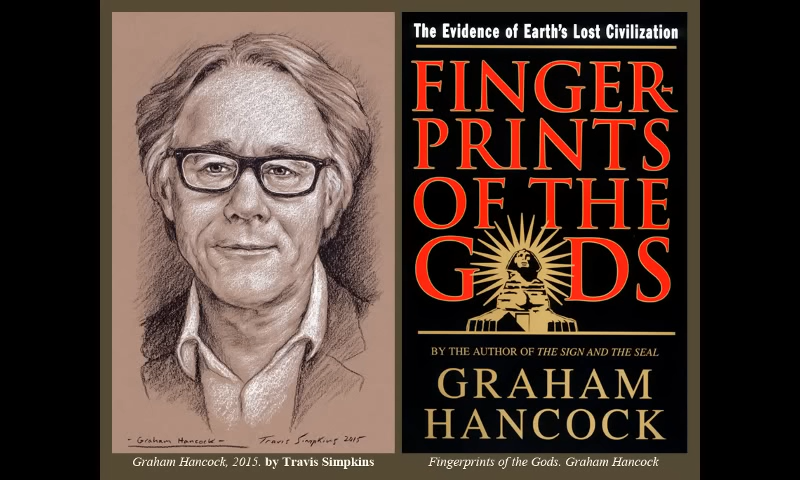 - Graham Hancock -
Travis Simpkins 2015
Graham Hancock, 2015. by Travis Simpkins
The Evidence of Earth's Lost Civilization
FINGER-
PRINTS
OF THE
GODS
BY THE AUTHOR OF THE SIGN AND THE SEAL
GRAHAM
HANCOCK
Fingerprints of the Gods. Graham Hancock